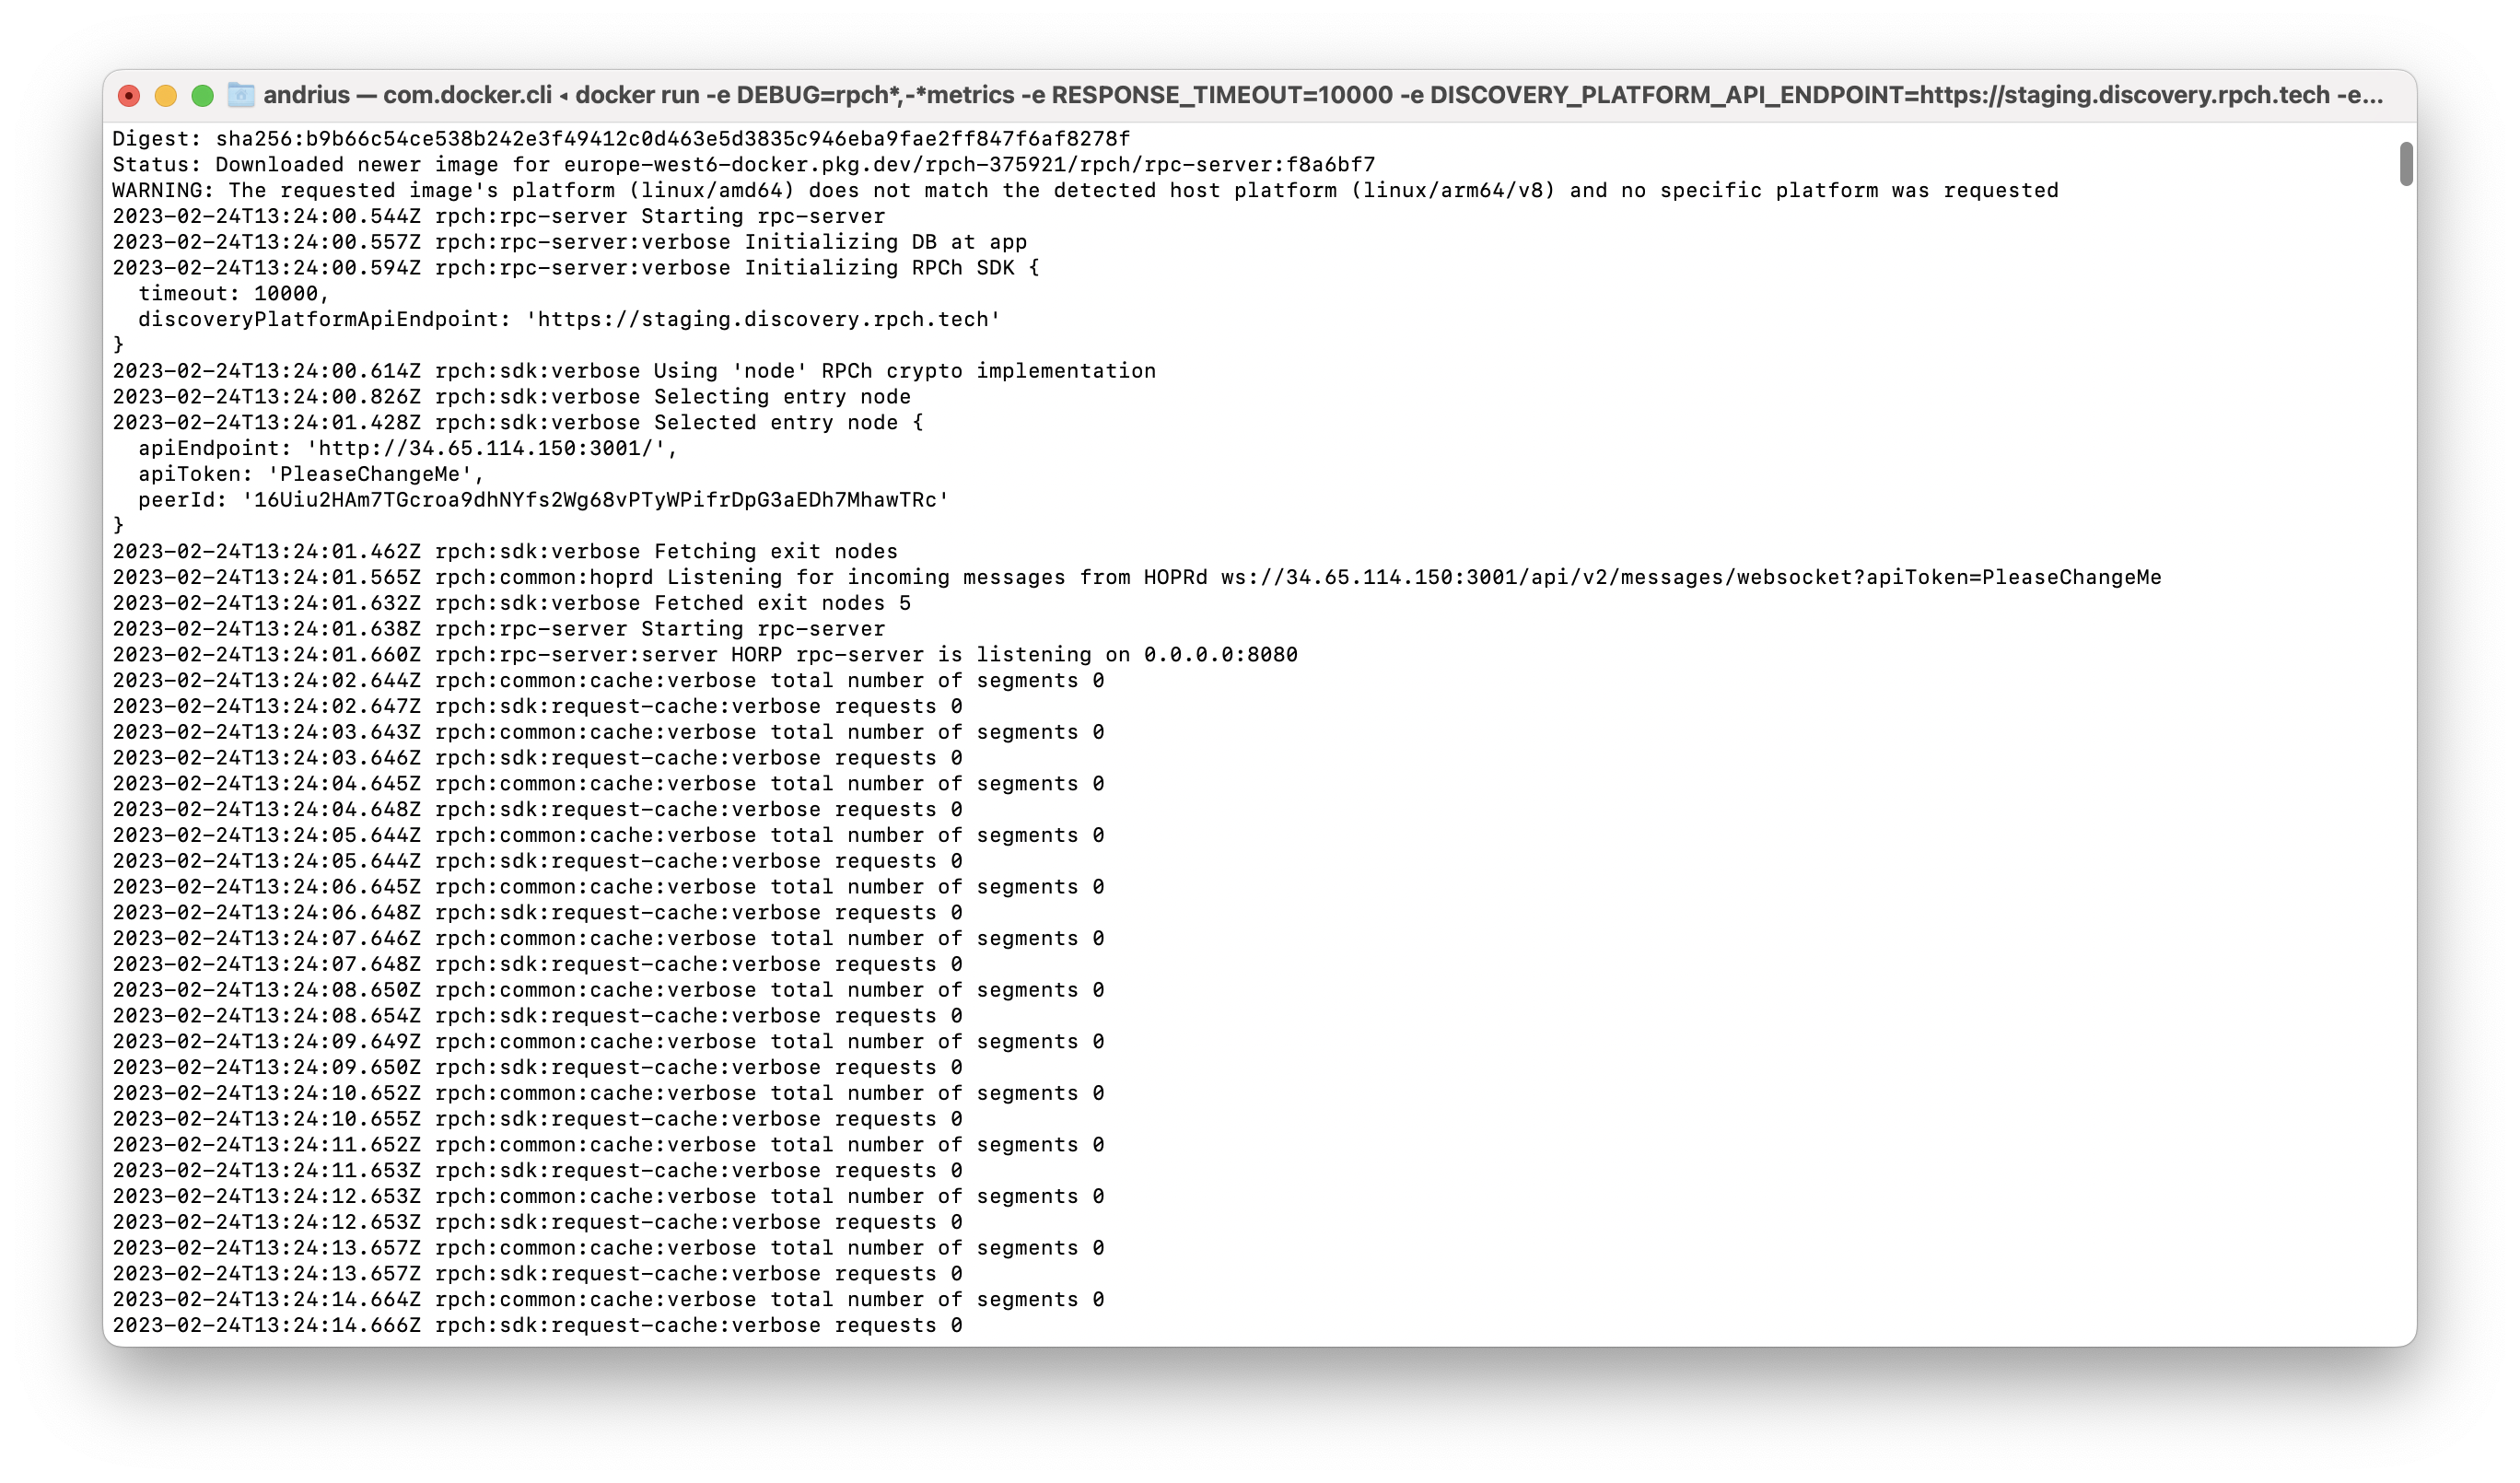 andrius — com.docker.cli ◂ docker run -e DEBUG=rpch*,-*metrics -e RESPONSE_TIMEOUT=10000 -e DISCOVERY_PLATFORM_API_ENDPOINT=https://staging.discovery.rpch.tech -e...
Digest: sha256:b9b66c54ce538b242e3f49412c0d463e5d3835c946eba9fae2ff847f6af8278f
Status: Downloaded newer image for europe-west6-docker.pkg.dev/rpch-375921/rpch/rpc-server:f8a6bf7
WARNING: The requested image's platform (linux/amd64) does not match the detected host platform (linux/arm64/v8) and no specific platform was requested
2023-02-24T13:24:00.544Z rpch:rpc-server Starting rpc-server
2023-02-24T13:24:00.557Z rpch:rpc-server:verbose Initializing DB at app
2023-02-24T13:24:00.594Z rpch:rpc-server:verbose Initializing RPCh SDK {
  timeout: 10000,
  discoveryPlatformApiEndpoint: 'https://staging.discovery.rpch.tech'
}
2023-02-24T13:24:00.614Z rpch:sdk:verbose Using 'node' RPCh crypto implementation
2023-02-24T13:24:00.826Z rpch:sdk:verbose Selecting entry node
2023-02-24T13:24:01.428Z rpch:sdk:verbose Selected entry node {
  apiEndpoint: 'http://34.65.114.150:3001/',
  apiToken: 'PleaseChangeMe',
  peerId: '16Uiu2HAm7TGcroa9dhNYfs2Wg68vPTyWPifrDpG3aEDh7MhawTRc'
}
2023-02-24T13:24:01.462Z rpch:sdk:verbose Fetching exit nodes
2023-02-24T13:24:01.565Z rpch:common:hoprd Listening for incoming messages from HOPRd ws://34.65.114.150:3001/api/v2/messages/websocket?apiToken=PleaseChangeMe
2023-02-24T13:24:01.632Z rpch:sdk:verbose Fetched exit nodes 5
2023-02-24T13:24:01.638Z rpch:rpc-server Starting rpc-server
2023-02-24T13:24:01.660Z rpch:rpc-server:server HORP rpc-server is listening on 0.0.0.0:8080
2023-02-24T13:24:02.644Z rpch:common:cache:verbose total number of segments 0
2023-02-24T13:24:02.647Z rpch:sdk:request-cache:verbose requests 0
2023-02-24T13:24:03.643Z rpch:common:cache:verbose total number of segments 0
2023-02-24T13:24:03.646Z rpch:sdk:request-cache:verbose requests 0
2023-02-24T13:24:04.645Z rpch:common:cache:verbose total number of segments 0
2023-02-24T13:24:04.648Z rpch:sdk:request-cache:verbose requests 0
2023-02-24T13:24:05.644Z rpch:common:cache:verbose total number of segments 0
2023-02-24T13:24:05.644Z rpch:sdk:request-cache:verbose requests 0
2023-02-24T13:24:06.645Z rpch:common:cache:verbose total number of segments 0
2023-02-24T13:24:06.648Z rpch:sdk:request-cache:verbose requests 0
2023-02-24T13:24:07.646Z rpch:common:cache:verbose total number of segments 0
2023-02-24T13:24:07.648Z rpch:sdk:request-cache:verbose requests 0
2023-02-24T13:24:08.650Z rpch:common:cache:verbose total number of segments 0
2023-02-24T13:24:08.654Z rpch:sdk:request-cache:verbose requests 0
2023-02-24T13:24:09.649Z rpch:common:cache:verbose total number of segments 0
2023-02-24T13:24:09.650Z rpch:sdk:request-cache:verbose requests 0
2023-02-24T13:24:10.652Z rpch:common:cache:verbose total number of segments 0
2023-02-24T13:24:10.655Z rpch:sdk:request-cache:verbose requests 0
2023-02-24T13:24:11.652Z rpch:common:cache:verbose total number of segments 0
2023-02-24T13:24:11.653Z rpch:sdk:request-cache:verbose requests 0
2023-02-24T13:24:12.653Z rpch:common:cache:verbose total number of segments 0
2023-02-24T13:24:12.653Z rpch:sdk:request-cache:verbose requests 0
2023-02-24T13:24:13.657Z rpch:common:cache:verbose total number of segments 0
2023-02-24T13:24:13.657Z rpch:sdk:request-cache:verbose requests 0
2023-02-24T13:24:14.664Z rpch:common:cache:verbose total number of segments 0
2023-02-24T13:24:14.666Z rpch:sdk:request-cache:verbose requests 0